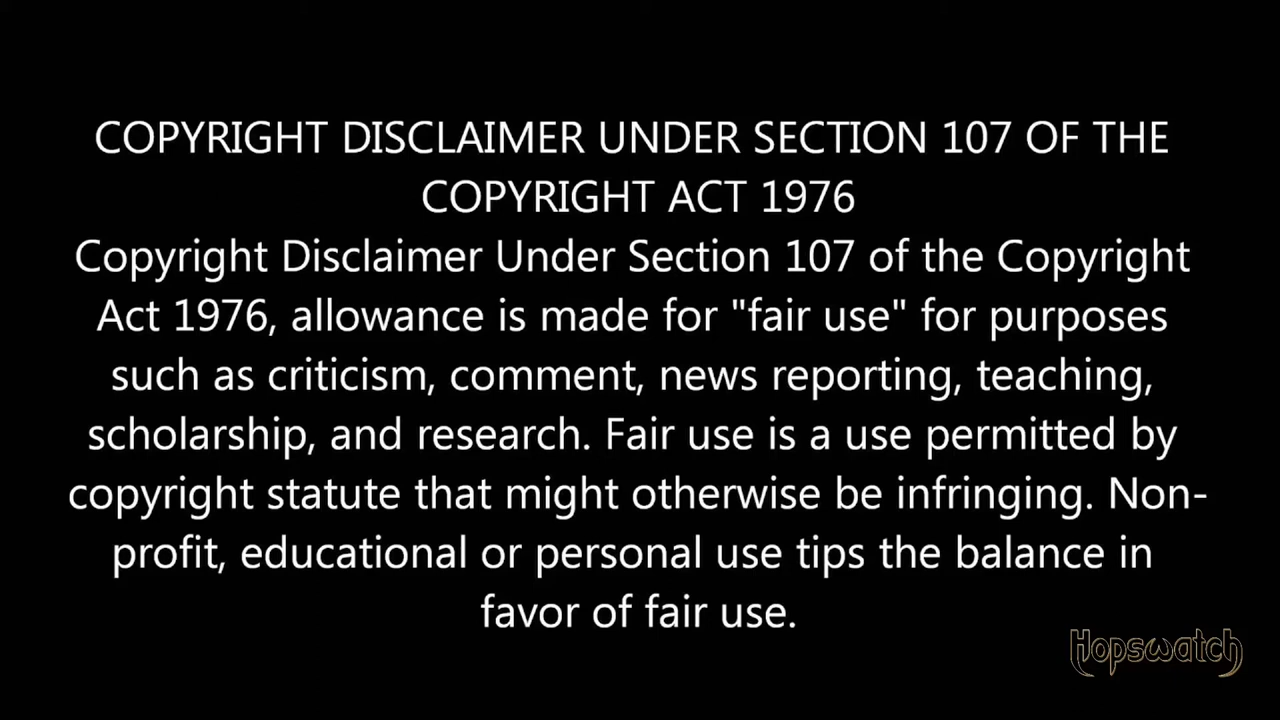 COPYRIGHT DISCLAIMER UNDER SECTION 107 OF THE
COPYRIGHT ACT 1976
Copyright Disclaimer Under Section 107 of the Copyright
Act 1976, allowance is made for "fair use" for purposes
such as criticism, comment, news reporting, teaching,
scholarship, and research. Fair use is a use permitted by
copyright statute that might otherwise be infringing. Non-
profit, educational or personal use tips the balance in
favor of fair use.
Hopswatch